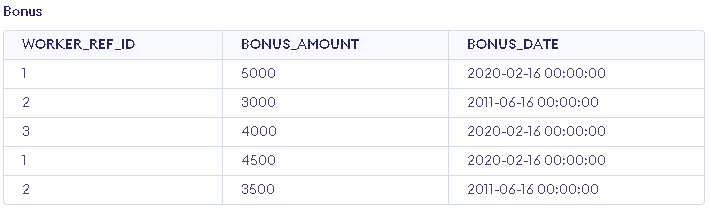 Bonus
WORKER_REF_ID BONUS_AMOUNT BONUS_DATE
1 5000 2020-02-16 00:00:00
2 3000 2011-06-16 00:00:00
3 4000 2020-02-16 00:00:00
1 4500 2020-02-16 00:00:00
2 3500 2011-06-16 00:00:00